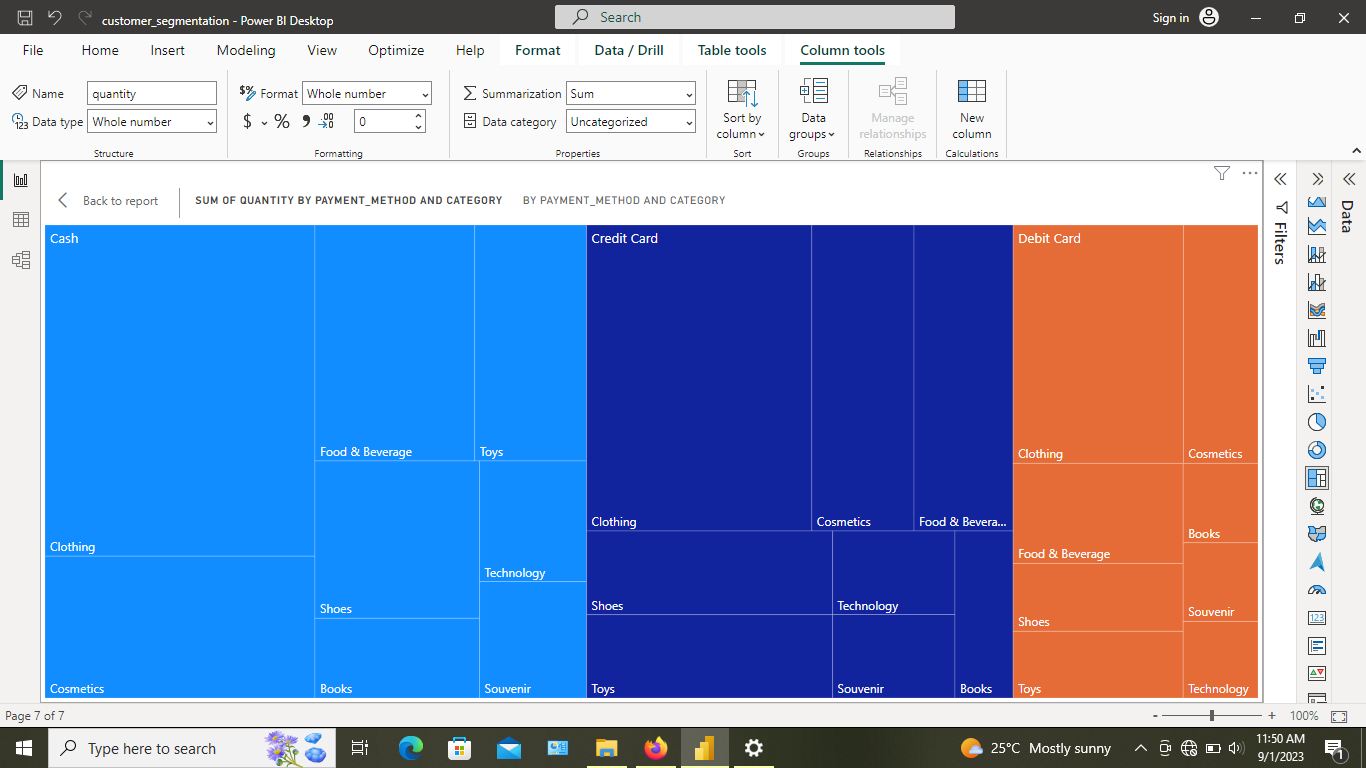 customer_segmentation - Power BI Desktop
Search
Sign in
File Home Insert Modeling View Optimize Help Format Data / Drill Table tools Column tools
Name quantity
Data type Whole number
Structure
Format Whole number
$ % 0
Formatting
Summarization Sum
Data category Uncategorized
Properties
Sort by
column
Sort
Data
groups
Groups
Manage
relationships
Relationships
New
column
Calculations
Back to report
SUM OF QUANTITY BY PAYMENT_METHOD AND CATEGORY
BY PAYMENT_METHOD AND CATEGORY
Cash
Clothing
Cosmetics
Food & Beverage
Toys
Shoes
Technology
Books
Souvenir
Credit Card
Clothing
Cosmetics
Food & Bevera...
Shoes
Technology
Toys
Souvenir
Books
Debit Card
Clothing
Cosmetics
Food & Beverage
Books
Shoes
Souvenir
Toys
Technology
Filters
Data
123
Page 7 of 7
- + 100%
Type here to search
25°C Mostly sunny
11:50 AM
9/1/2023
1